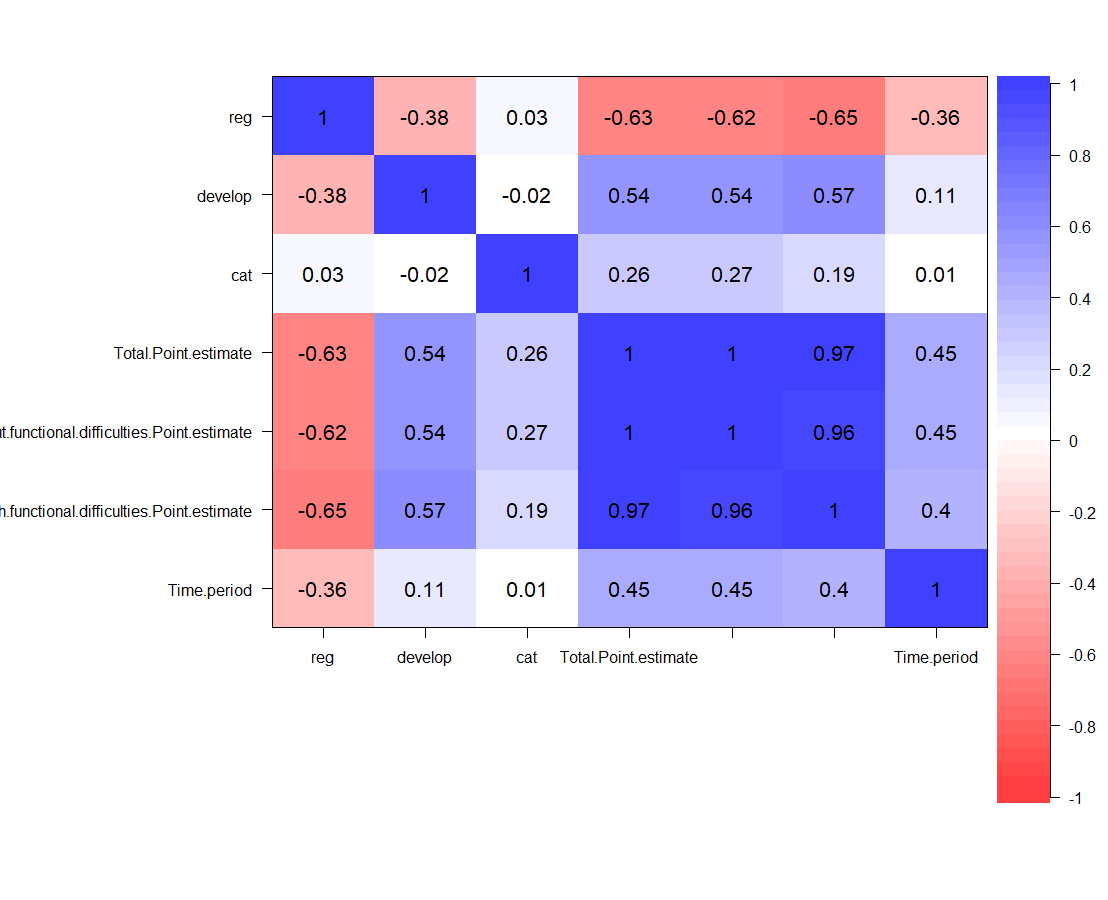 reg 1 -0.38 0.03 -0.63 -0.62 -0.65 -0.36
develop -0.38 1 -0.02 0.54 0.54 0.57 0.11
cat 0.03 -0.02 1 0.26 0.27 0.19 0.01
Total.Point.estimate -0.63 0.54 0.26 1 1 0.97 0.45
ut.functional.difficulties.Point.estimate -0.62 0.54 0.27 1 1 0.96 0.45
h.functional.difficulties.Point.estimate -0.65 0.57 0.19 0.97 0.96 1 0.4
Time.period -0.36 0.11 0.01 0.45 0.45 0.4 1
reg develop cat Total.Point.estimate Time.period
1
0.8
0.6
0.4
0.2
0
-0.2
-0.4
-0.6
-0.8
-1